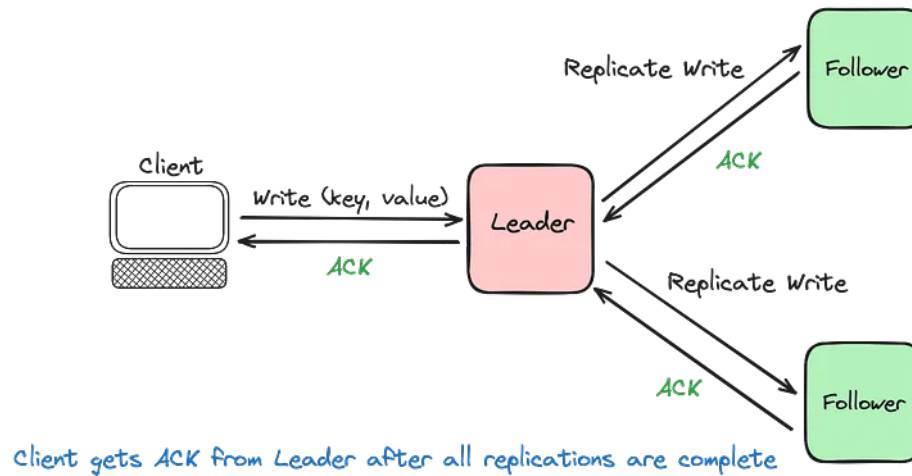 Replicate Write
Follower
ACK
Client
Write (key, value)
Leader
ACK
Replicate Write
ACK
Follower
Client gets ACK from Leader after all replications are complete